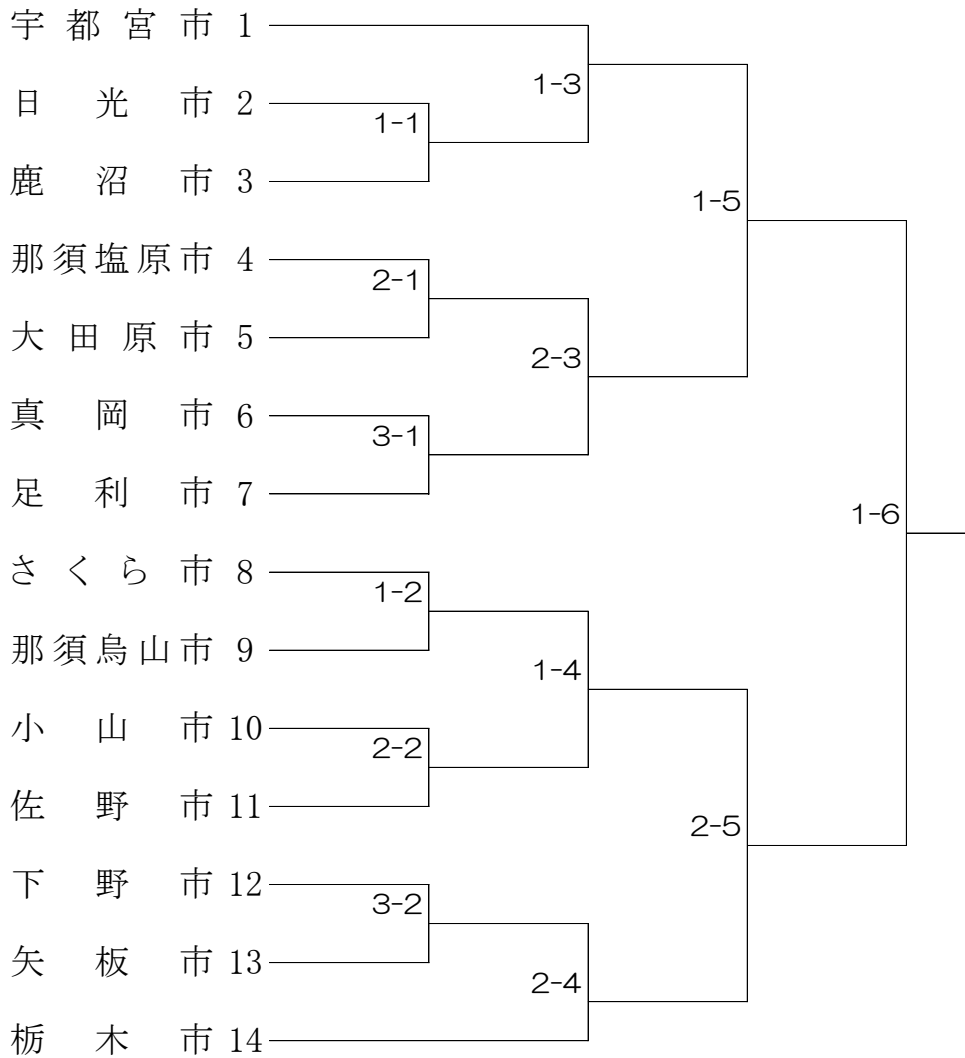 宇都宮市 1
1-3
日光市 2
1-1
鹿沼市 3
1-5
那須塩原市 4
2-1
大田原市 5
2-3
真岡市 6
3-1
足利市 7
1-6
さくら市 8
1-2
那須烏山市 9
1-4
小山市 10
2-2
佐野市 11
2-5
下野市 12
3-2
矢板市 13
2-4
栃木市 14